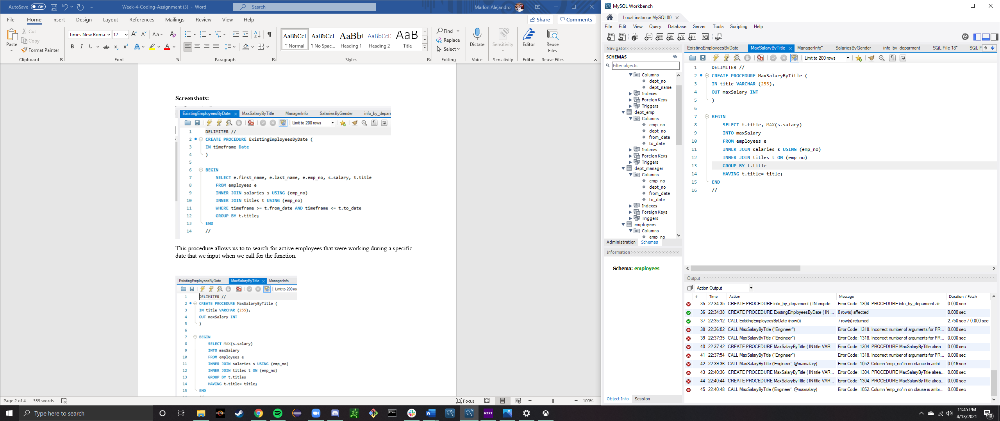 AutoSave Off
Week-4-Coding-Assignment (3) - Word
Search
Marlon Alejandro
File Home Insert Design Layout References Mailings Review View Help
Share Comments
Paste
Cut
Copy
Format Painter
Clipboard
Times New Roma 12
Font
Paragraph
AaBbCcI AaBbCcI AaBb( AaBbCcD AaB
¶ Normal ¶ No Spac... Heading 1 Heading 2 Title
Styles
Find
Replace
Select
Editing
Dictate
Voice
Sensitivity
Sensitivity
Editor
Editor
Reuse
Files
Reuse Files
Screenshots:
ExistingEmployeesByDate MaxSalaryByTitle ManagerInfo SalariesByGender info_by_deparr
Limit to 200 rows
1 DELIMITER //
2 CREATE PROCEDURE ExistingEmployeesByDate (
3 IN timeframe Date
4 )
5
6 BEGIN
7 SELECT e.first_name, e.last_name, e.emp_no, s.salary, t.title
8 FROM employees e
9 INNER JOIN salaries s USING (emp_no)
10 INNER JOIN titles t USING (emp_no)
11 WHERE timeframe >= t.from_date AND timeframe <= t.to_date
12 GROUP BY t.title;
13 END
14 //
This procedure allows us to to search for active employees that were working during a specific
date that we input when we call for the function.
ExistingEmployeesByDate MaxSalaryByTitle ManagerInfo
Limit to 200 rov
1 DELIMITER //
2 CREATE PROCEDURE MaxSalaryByTitle (
3 IN title VARCHAR (255),
4 OUT maxSalary INT
5 )
6
7 BEGIN
8 SELECT MAX(s.salary)
9 INTO maxSalary
10 FROM employees e
11 INNER JOIN salaries s USING (emp_no)
12 INNER JOIN titles t ON (emp_no)
13 GROUP BY t.titles
14 HAVING t.title= title;
15 END
Page 2 of 4 359 words
Focus
100%
MySQL Workbench
Local instance MySQL80
File Edit View Query Database Server Tools Scripting Help
Navigator
SCHEMAS
Filter objects
Columns
dept_no
dept_name
Indexes
Foreign Keys
Triggers
dept_emp
Columns
emp_no
dept_no
from_date
to_date
Indexes
Foreign Keys
Triggers
dept_manager
Columns
emp_no
dept_no
from_date
to_date
Indexes
Foreign Keys
Triggers
employees
Columns
emp_no
Administration Schemas
Information
Schema: employees
Object Info Session
ExistingEmployeesByDate MaxSalaryByTitle ManagerInfo* SalariesByGender info_by_deparment SQL File 18* SQL F
Limit to 200 rows
1 DELIMITER //
2 CREATE PROCEDURE MaxSalaryByTitle (
3 IN title VARCHAR (255),
4 OUT maxSalary INT
5 )
6
7 BEGIN
8 SELECT t.title, MAX(s.salary)
9 INTO maxSalary
10 FROM employees e
11 INNER JOIN salaries s USING (emp_no)
12 INNER JOIN titles t ON (emp_no)
13 GROUP BY t.title
14 HAVING t.title= title;
15 END
16 //
Output
Action Output
# Time Action Message Duration / Fetch
35 22:34:35 CREATE PROCEDURE info_by_deparment ( IN empde... Error Code: 1304. PROCEDURE info_by_deparment alr... 0.000 sec
36 22:34:38 CREATE PROCEDURE ExistingEmployeesByDate ( IN ... 0 row(s) affected 0.000 sec
37 22:35:12 CALL ExistingEmployeesByDate (now()) 7 row(s) returned 2.750 sec / 0.000 sec
38 22:36:02 CALL MaxSalaryByTitle ("Engineer") Error Code: 1318. Incorrect number of arguments for PR... 0.000 sec
39 22:37:35 CALL MaxSalaryByTitle ("Engineer") Error Code: 1318. Incorrect number of arguments for PR... 0.000 sec
40 22:37:42 CREATE PROCEDURE MaxSalaryByTitle ( IN title VAR... Error Code: 1304. PROCEDURE MaxSalaryByTitle alrea... 0.000 sec
41 22:37:54 CALL MaxSalaryByTitle ("Engineer") Error Code: 1318. Incorrect number of arguments for PR... 0.000 sec
42 22:39:36 CALL MaxSalaryByTitle ('Engineer', @maxsalary) Error Code: 1052. Column 'emp_no' in on clause is ambi... 0.016 sec
43 22:40:36 CREATE PROCEDURE MaxSalaryByTitle ( IN title VAR... Error Code: 1304. PROCEDURE MaxSalaryByTitle alrea... 0.000 sec
44 22:40:44 CREATE PROCEDURE MaxSalaryByTitle ( IN title VAR... Error Code: 1304. PROCEDURE MaxSalaryByTitle alrea... 0.000 sec
45 22:40:48 CALL MaxSalaryByTitle ('Engineer', @maxsalary) Error Code: 1052. Column 'emp_no' in on clause is ambi... 0.000 sec
Type here to search
RYZEN
NZXT
11:45 PM
4/13/2021
10